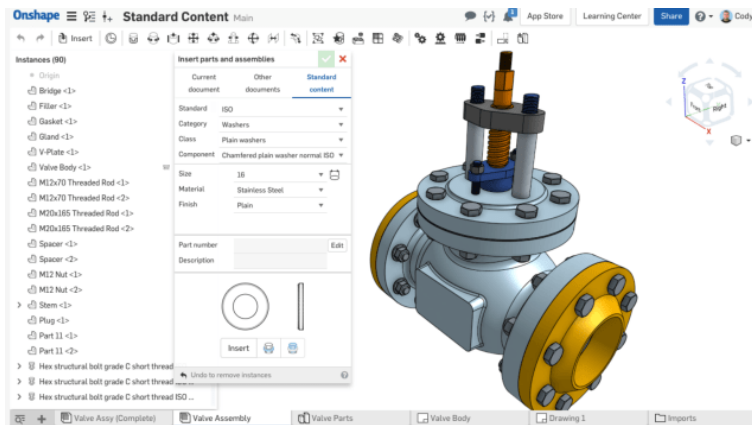 Onshape Standard Content Main App Store Learning Center Share Cody
Insert
Instances (90)
Origin
Bridge <1>
Filler <1>
Gasket <1>
Gland <1>
V-Plate <1>
Valve Body <1>
M12x70 Threaded Rod <1>
M12x70 Threaded Rod <2>
M20x165 Threaded Rod <1>
M20x165 Threaded Rod <2>
Spacer <1>
Spacer <2>
M12 Nut <1>
M12 Nut <2>
Stem <1>
Plug <1>
Part 11 <1>
Part 11 <2>
Hex structural bolt grade C short thread
Hex structural bolt grade C short thread ISO ...
Hex structural bolt grade C short thread ISO ...
Insert parts and assemblies
Current document
Other documents
Standard content
Standard ISO
Category Washers
Class Plain washers
Component Chamfered plain washer normal ISO
Size 16
Material Stainless Steel
Finish Plain
Part number Edit
Description
Insert
Undo to remove instances
Z
Front
Right
X
Valve Assy (Complete)
Valve Assembly
Valve Parts
Valve Body
Drawing 1
Imports